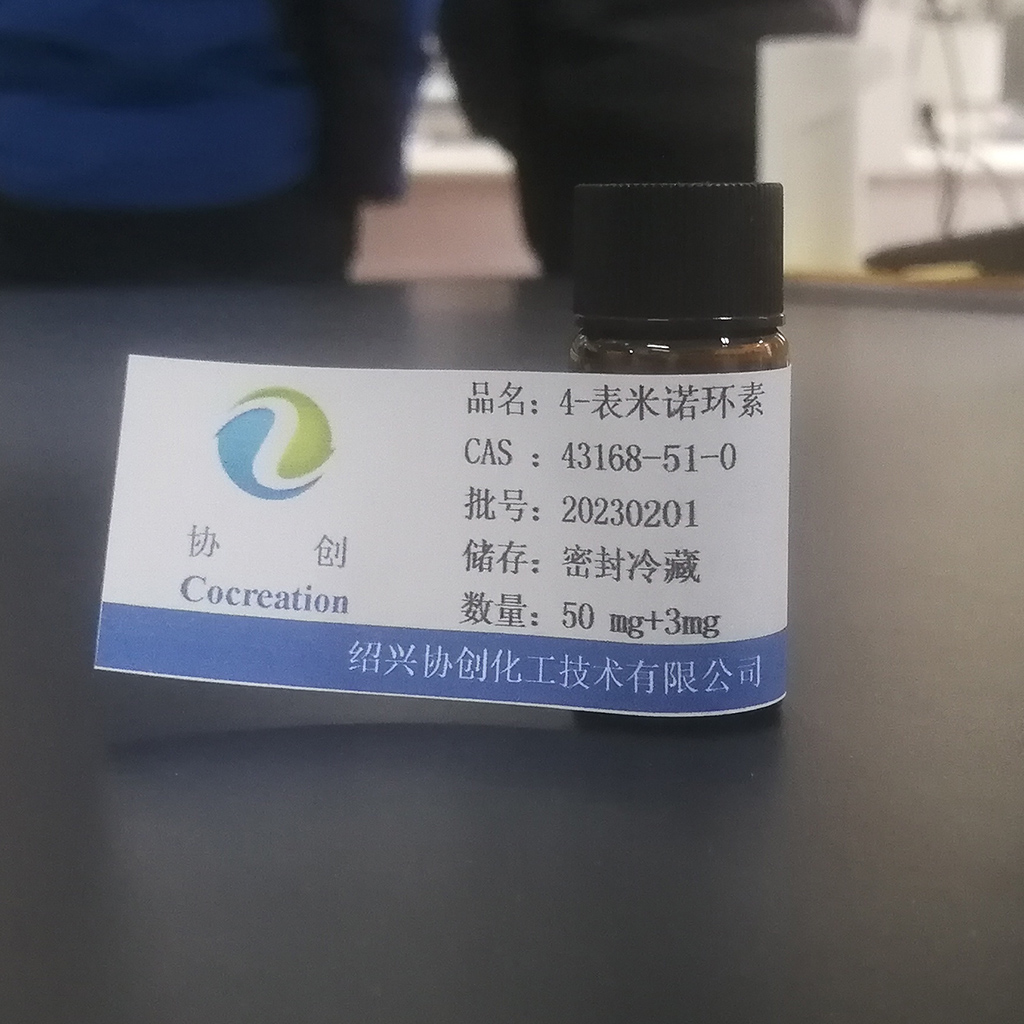 品名：4-表米诺环素
CAS ：43168-51-0
批号：20230201
储存：密封冷藏
数量：50 mg+3mg
协 创
Cocreation
绍兴协创化工技术有限公司